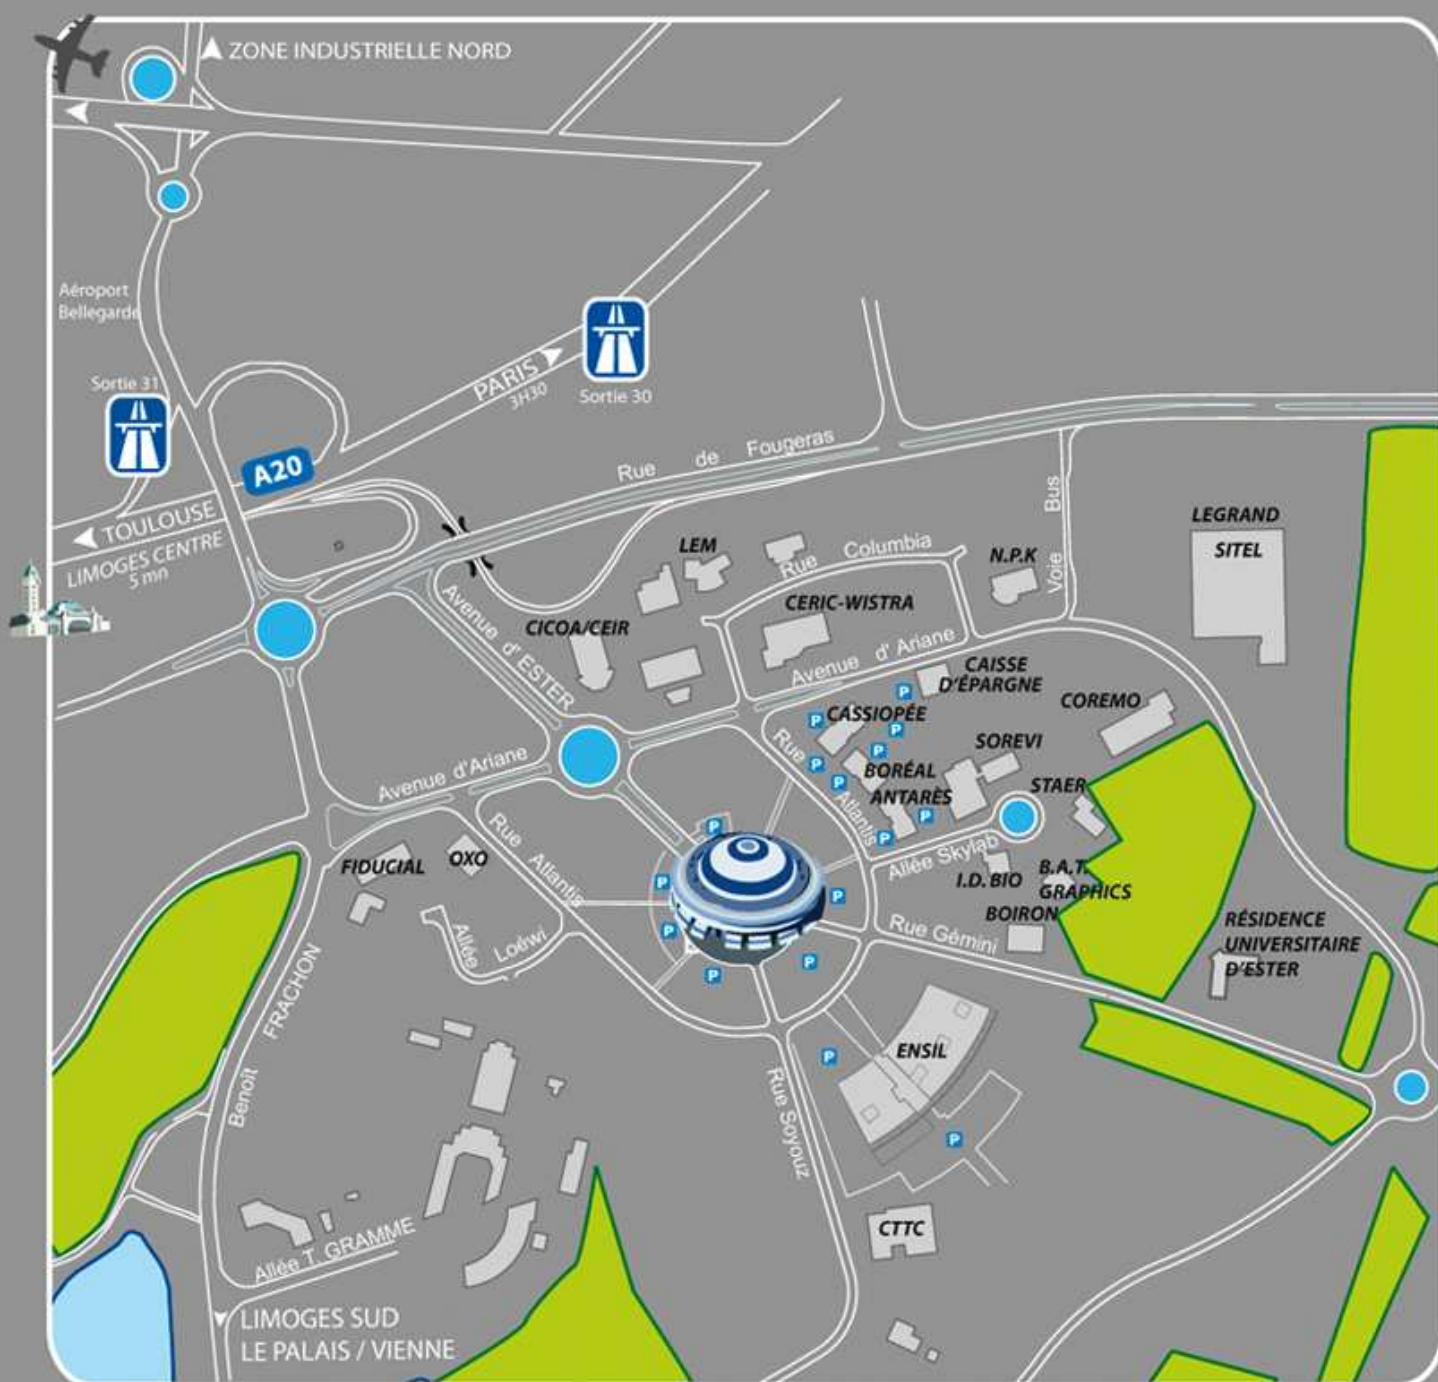 ZONE INDUSTRIELLE NORD
Aéroport
Bellegarde
Sortie 31
PARIS
3H30
Sortie 30
A20
TOULOUSE
LIMOGES CENTRE
5 mn
Rue de Fougeras
Voie Bus
LEGRAND
SITEL
LEM
Rue Columbia
N.P.K
CERIC-WISTRA
CICOA/CEIR
Avenue d'ESTER
Avenue d'Ariane
CAISSE
D'ÉPARGNE
COREMO
P
CASSIOPÉE
P
P
P
SOREVI
Rue Atlantis
P
P
BORÉAL
ANTARÈS
STAER
P
P
Avenue d'Ariane
Allée Skylab
I.D. BIO
B.A.T.
GRAPHICS
BOIRON
FIDUCIAL
OXO
Rue Atlantis
P
P
P
P
P
P
Allée Loëwi
Rue Gémini
RÉSIDENCE
UNIVERSITAIRE
D'ESTER
Benoît FRACHON
ENSIL
P
P
Rue Soyouz
CTTC
Allée T. GRAMME
LIMOGES SUD
LE PALAIS / VIENNE